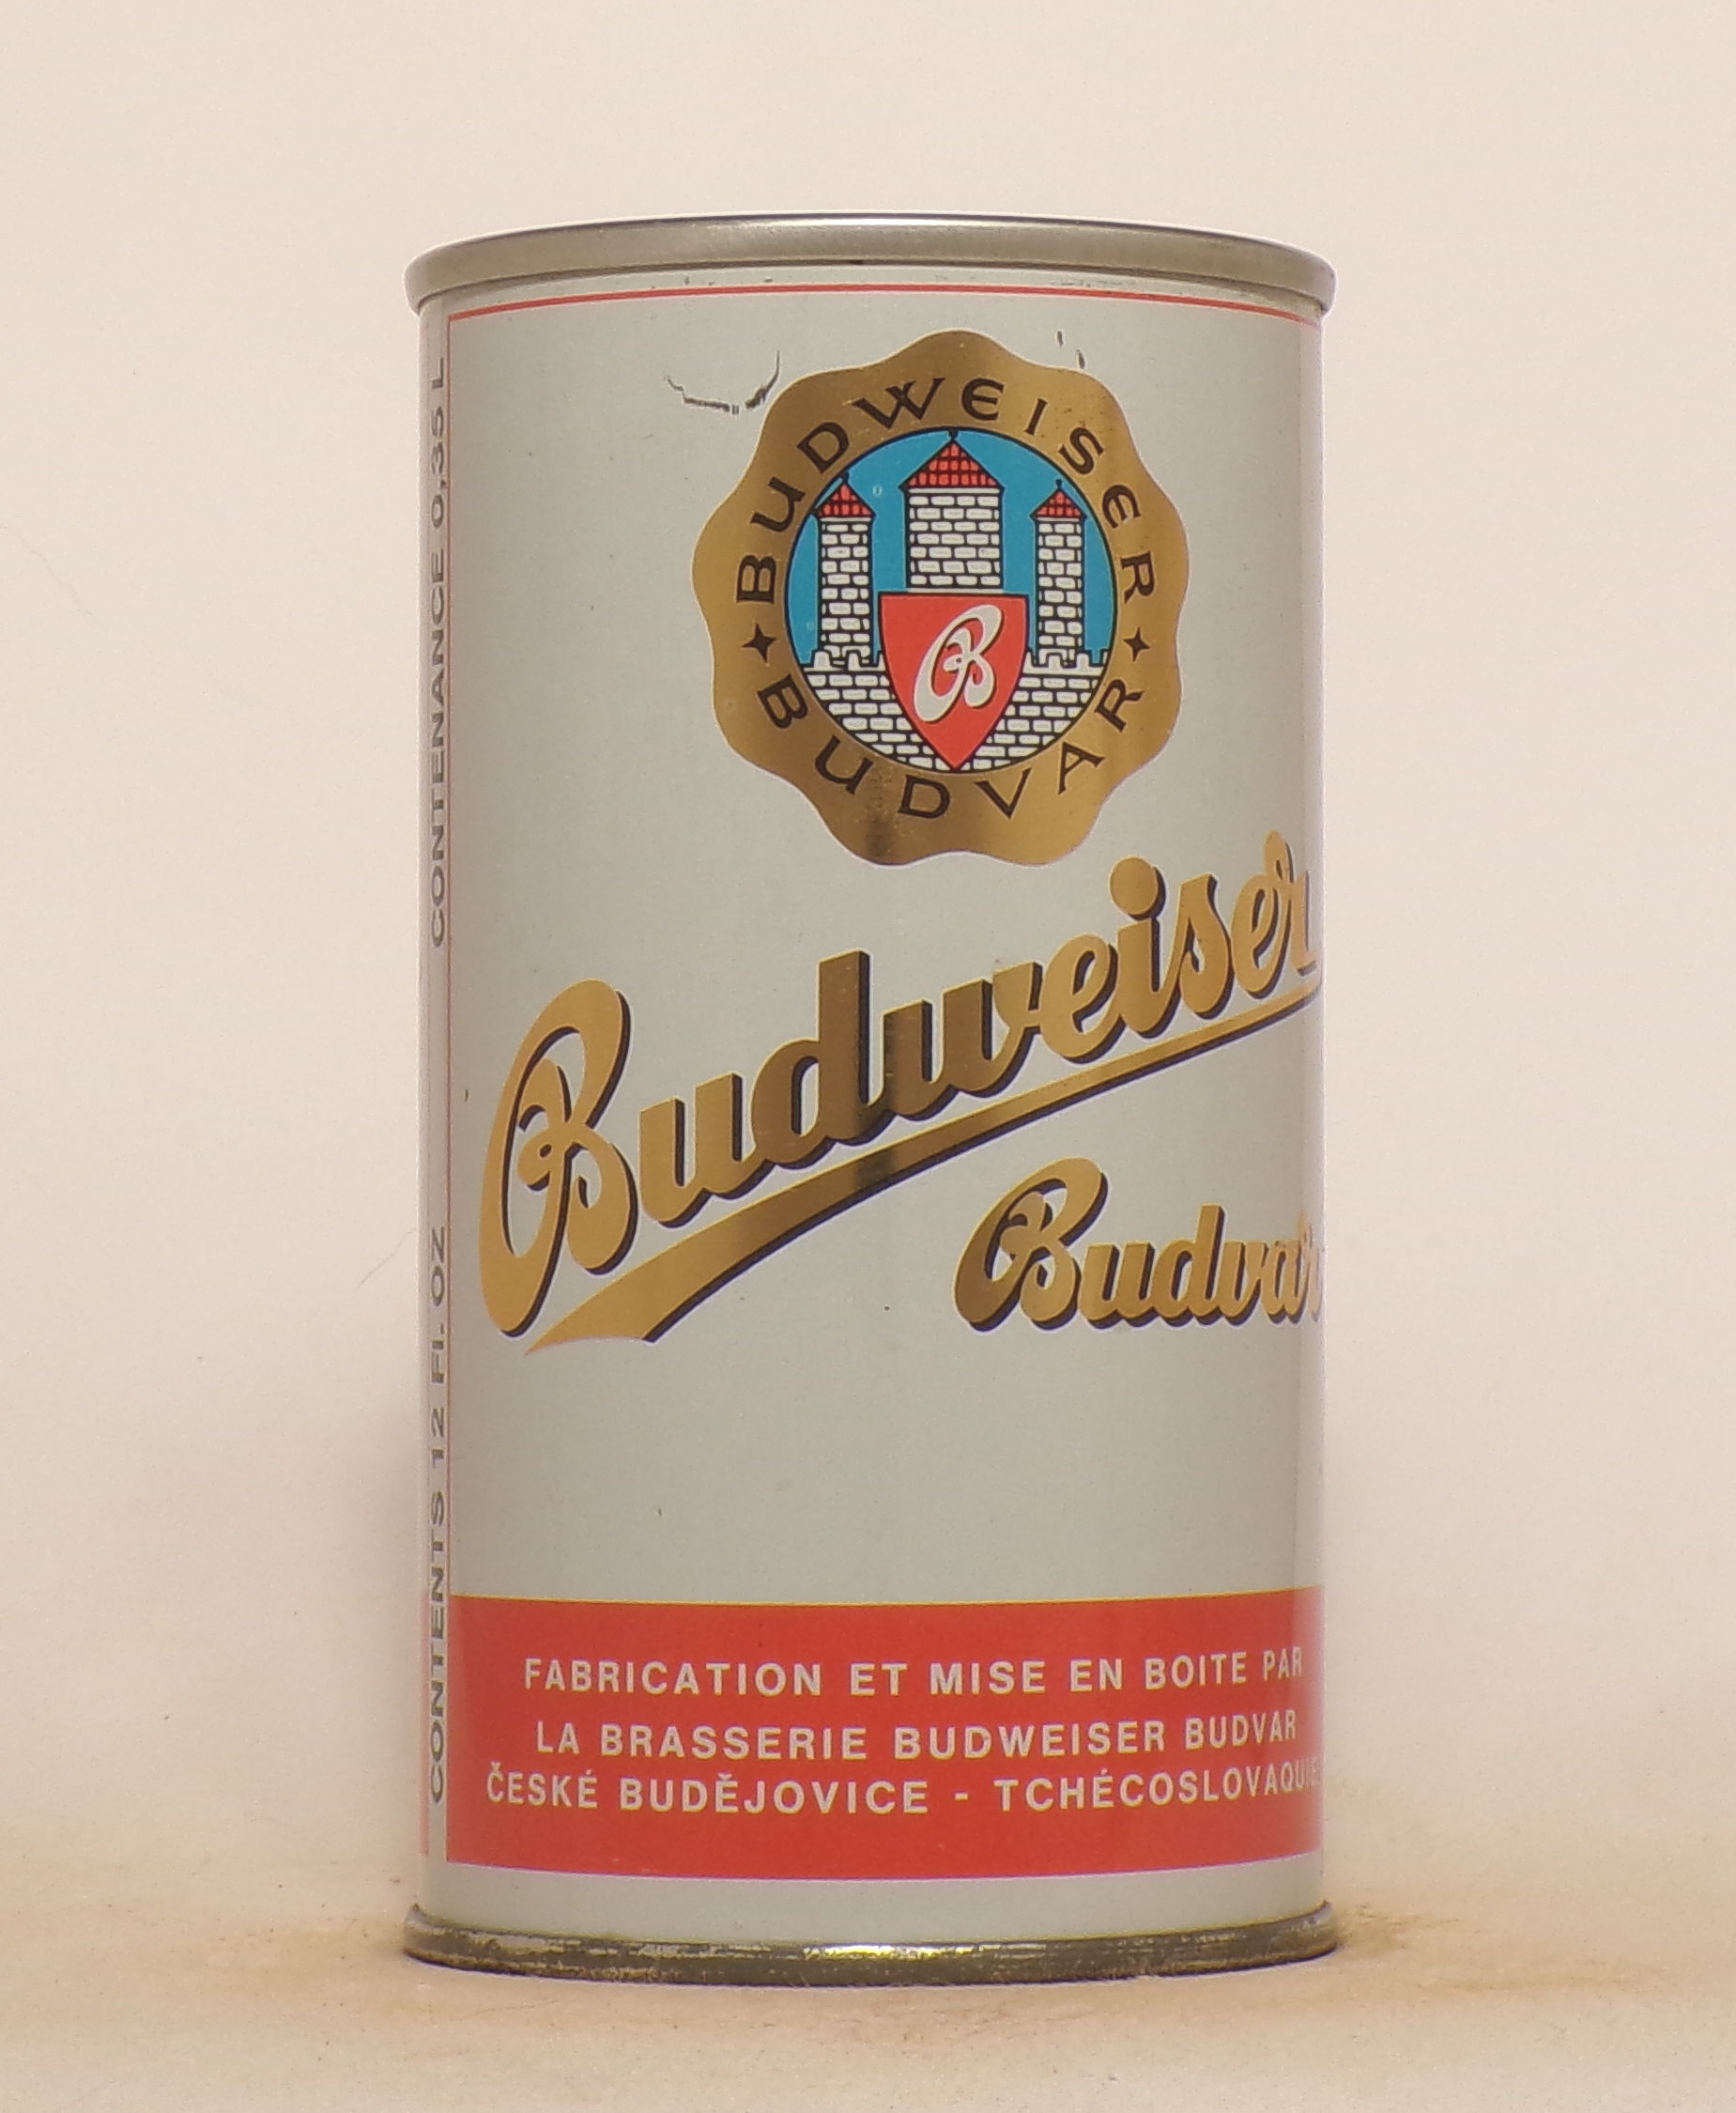 BUDWEISER
BUDVAR
B
Budweiser
Budvar
FABRICATION ET MISE EN BOITE PAR
LA BRASSERIE BUDWEISER BUDVAR
ČESKÉ BUDĚJOVICE - TCHÉCOSLOVAQUIE
CONTENTS 12 Fl. OZ CONTENANCE 0,35 L